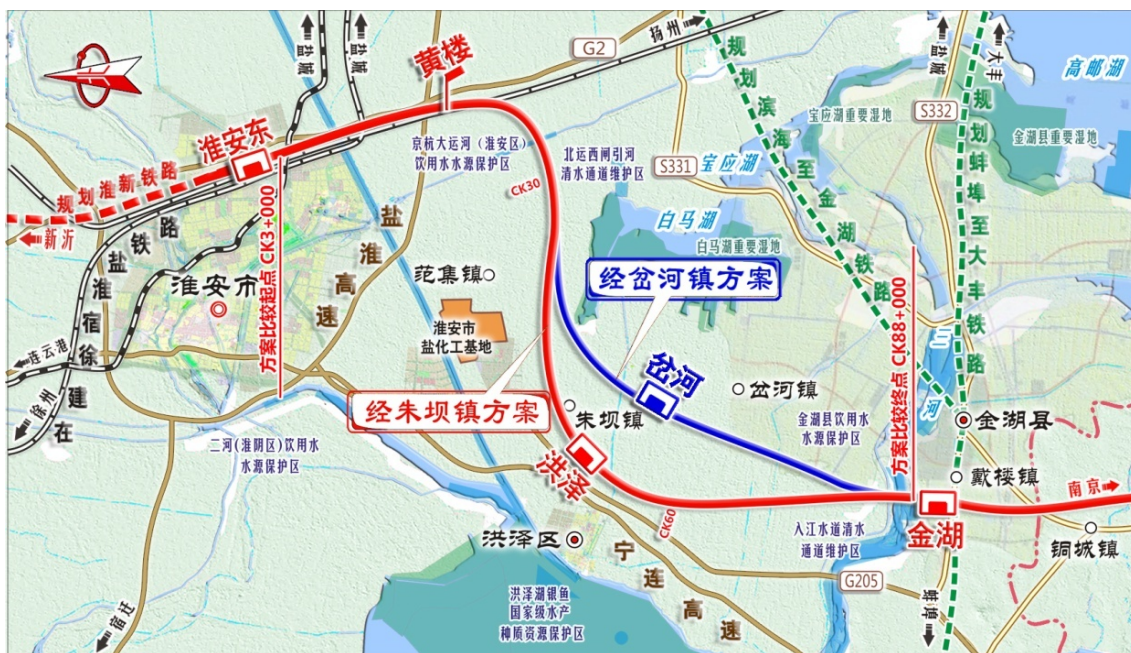 扬州
盐城
盐城
G2
黄楼
淮安东
规划淮新铁路
新沂
京杭大运河（淮安区）
饮用水水源保护区
北运西闸引河
清水通道维护区
CK30
S331
规划滨海至金湖铁路
宝应湖
宝应湖重要湿地
盐城
大丰
S332
高邮湖
金湖县重要湿地
规划蚌埠至大丰铁路
白马湖
白马湖重要湿地
盐淮高速
淮安市
方案比较起点 CK3+000
在建徐宿淮盐铁路
连云港
徐州
宿迁
范集镇
淮安市
盐化工基地
经岔河镇方案
经朱坝镇方案
岔河
岔河镇
朱坝镇
洪泽
二河(淮阴区)饮用水
水源保护区
洪泽区
宁连高速
CK60
洪泽湖银鱼
国家级水产
种质资源保护区
金湖县饮用水
水源保护区
方案比较终点 CK88+000
三河
金湖县
戴楼镇
南京
金湖
铜城镇
入江水道清水
通道维护区
G205
蚌埠